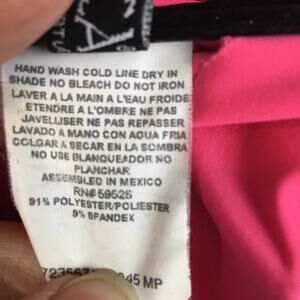 HAND WASH COLD LINE DRY IN
SHADE NO BLEACH DO NOT IRON
LAVER A LA MAIN A L'EAU FROIDE
ETENDRE A L'OMBRE NE PAS
JAVELLISER NE PAS REPASSER
LAVADO A MANO CON AGUA FRIA
COLGAR A SECAR EN LA SOMBRA
NO USE BLANQUEADOR NO
PLANCHAR
ASSEMBLED IN MEXICO
RN# 59526
91% POLYESTER/POLIESTER
9% SPANDEX
MP